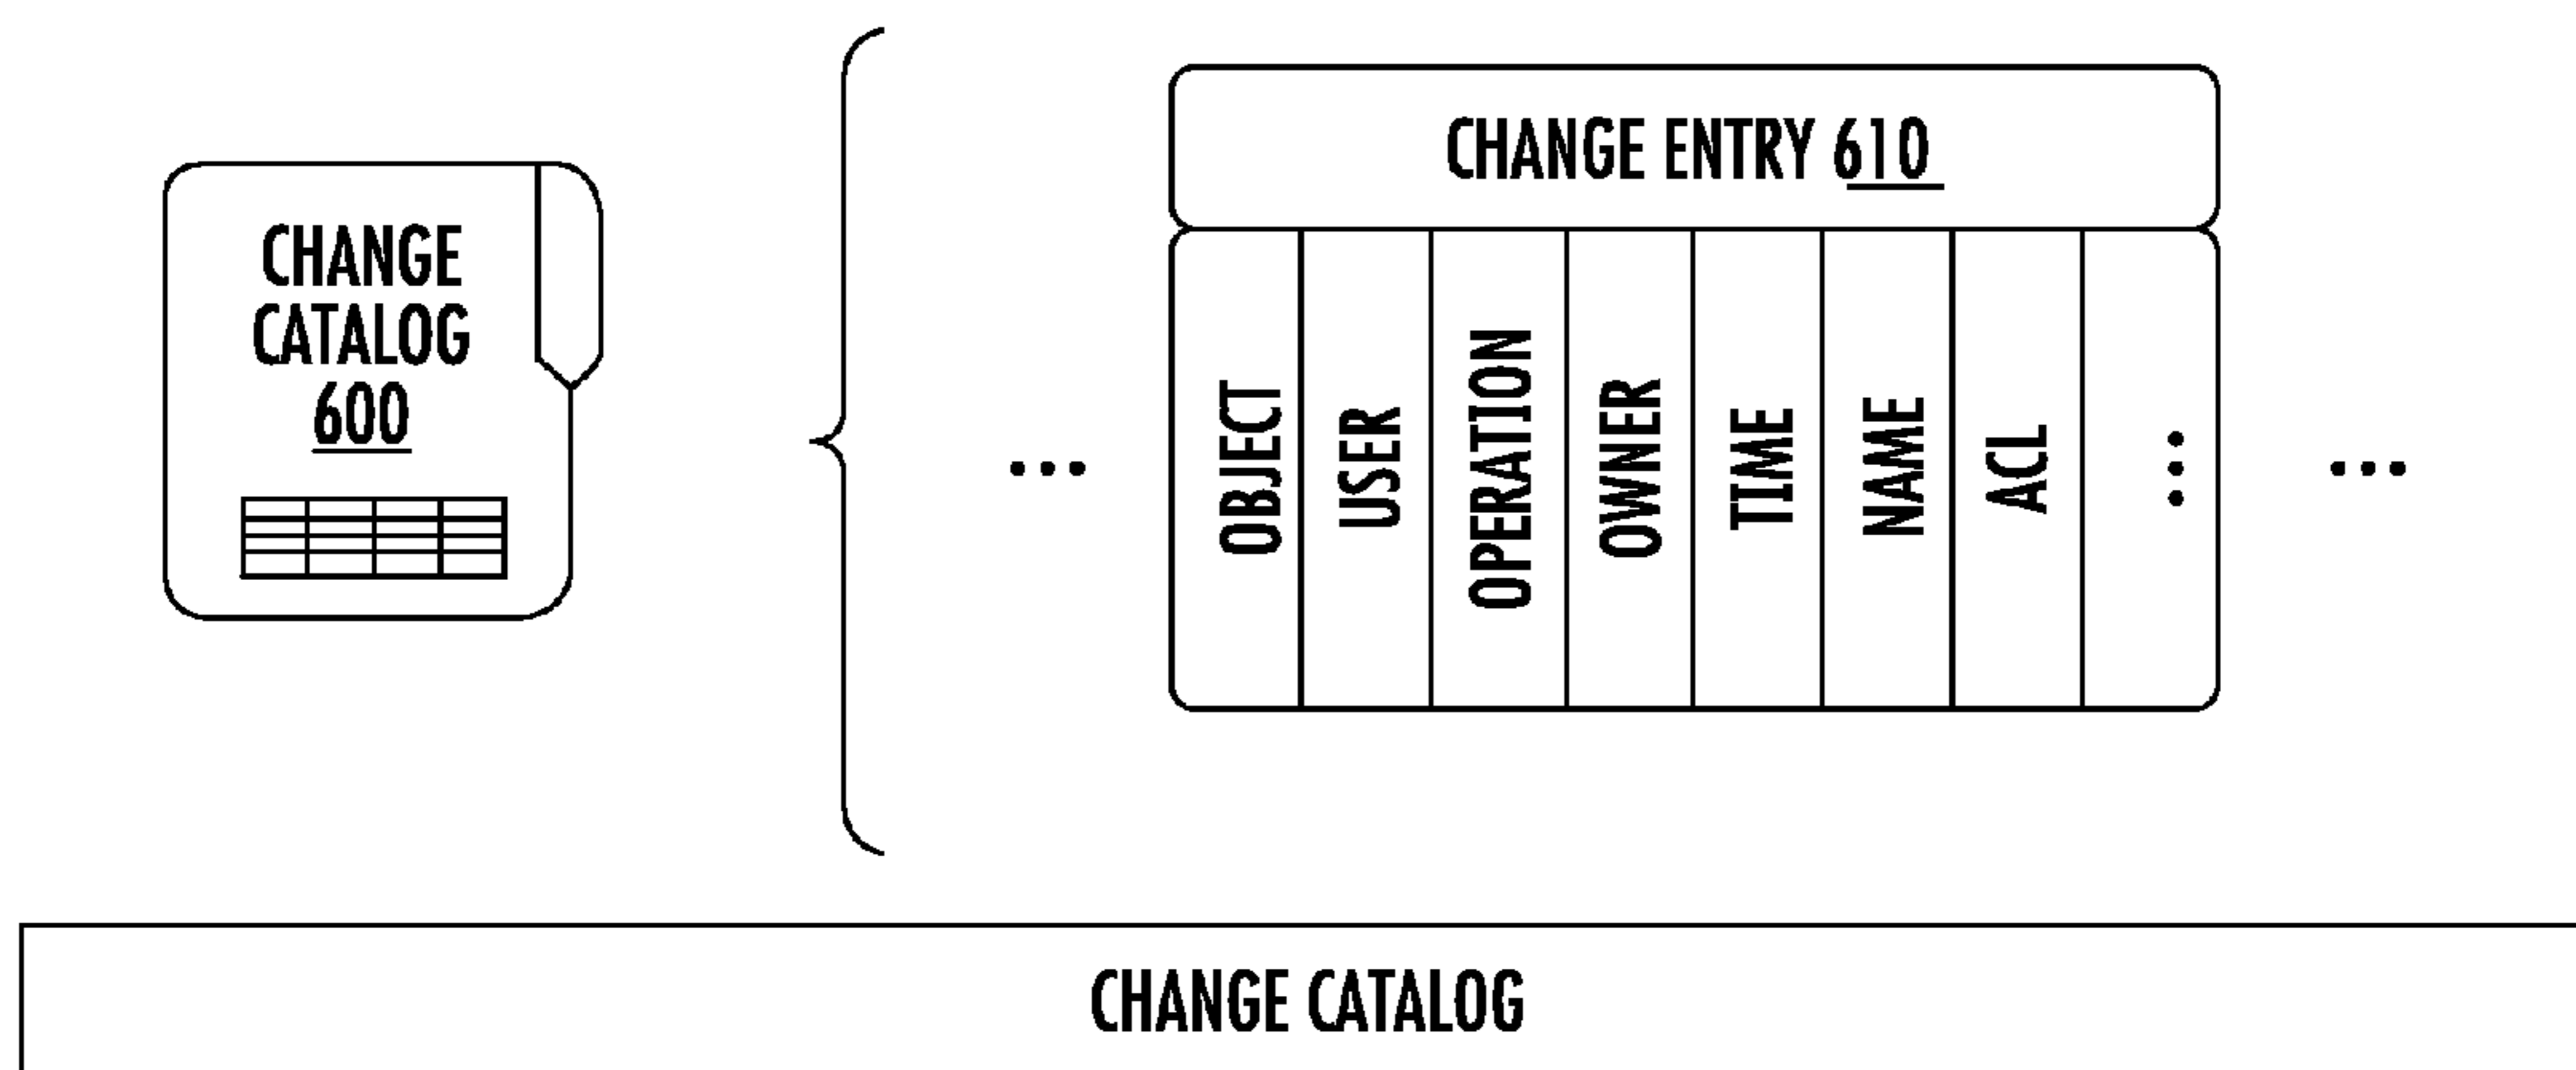 CHANGE
CATALOG
600
CHANGE ENTRY 610
OBJECT
USER
OPERATION
OWNER
TIME
NAME
ACL
CHANGE CATALOG